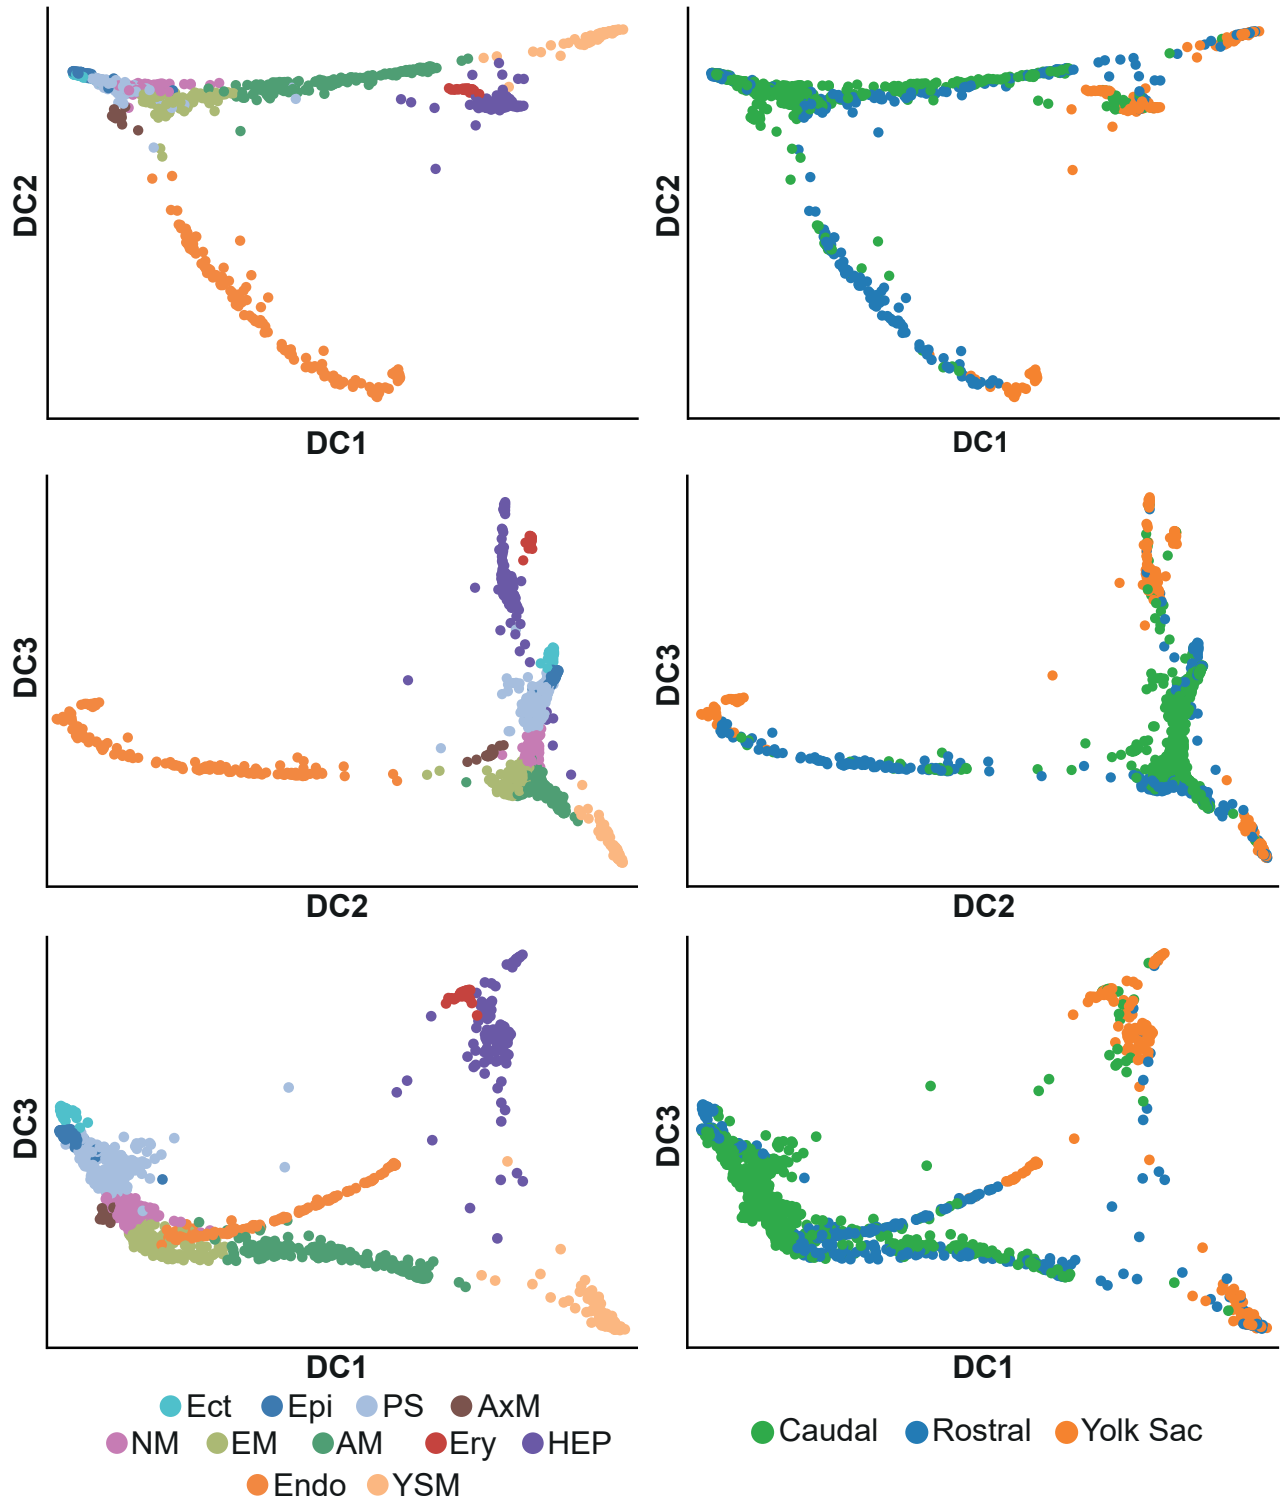 DC2
DC2
DC1
DC1
DC3
DC3
DC2
DC2
DC3
DC3
DC1
DC1
Ect Epi PS AxM
NM EM AM Ery HEP
Endo YSM
Caudal Rostral Yolk Sac